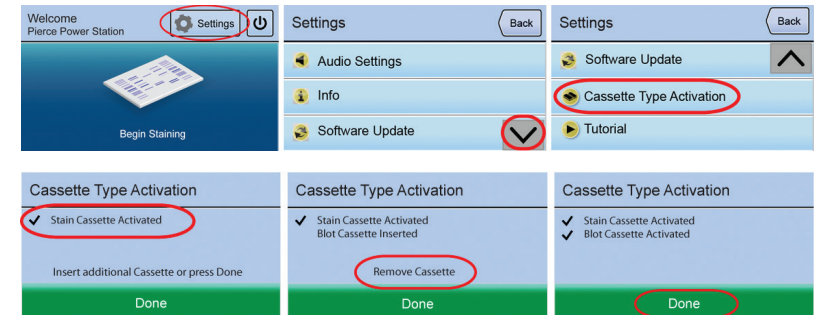 Welcome
Pierce Power Station
Settings
Begin Staining
Settings
Back
Audio Settings
Info
Software Update
Settings
Back
Software Update
Cassette Type Activation
Tutorial
Cassette Type Activation
Stain Cassette Activated
Insert additional Cassette or press Done
Done
Cassette Type Activation
Stain Cassette Activated
Blot Cassette Inserted
Remove Cassette
Done
Cassette Type Activation
Stain Cassette Activated
Blot Cassette Activated
Done